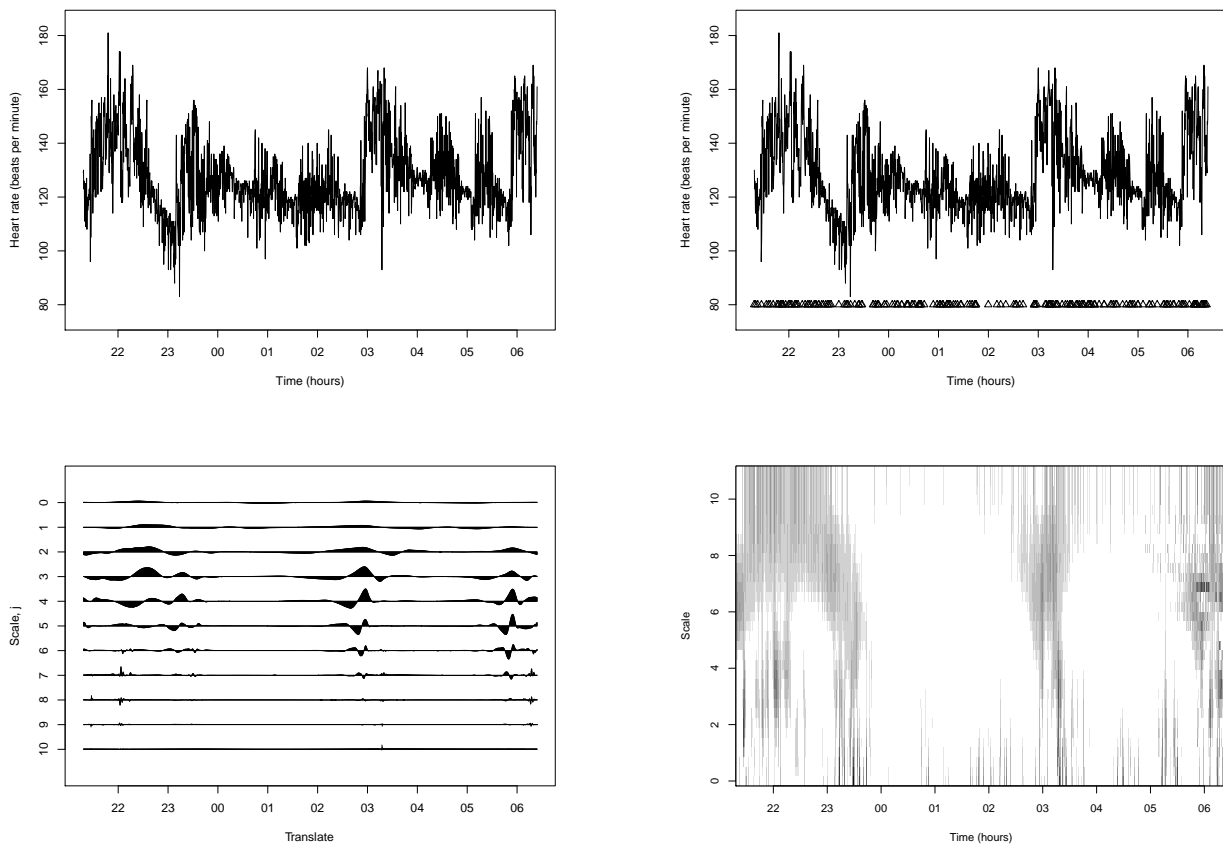 180
160
140
120
100
80
Heart rate (beats per minute)
22 23 00 01 02 03 04 05 06
Time (hours)
180
160
140
120
100
80
Heart rate (beats per minute)
22 23 00 01 02 03 04 05 06
Time (hours)
0
1
2
3
4
5
6
7
8
9
10
Scale, j
22 23 00 01 02 03 04 05 06
Translate
10
8
6
4
2
0
Scale
22 23 00 01 02 03 04 05 06
Time (hours)